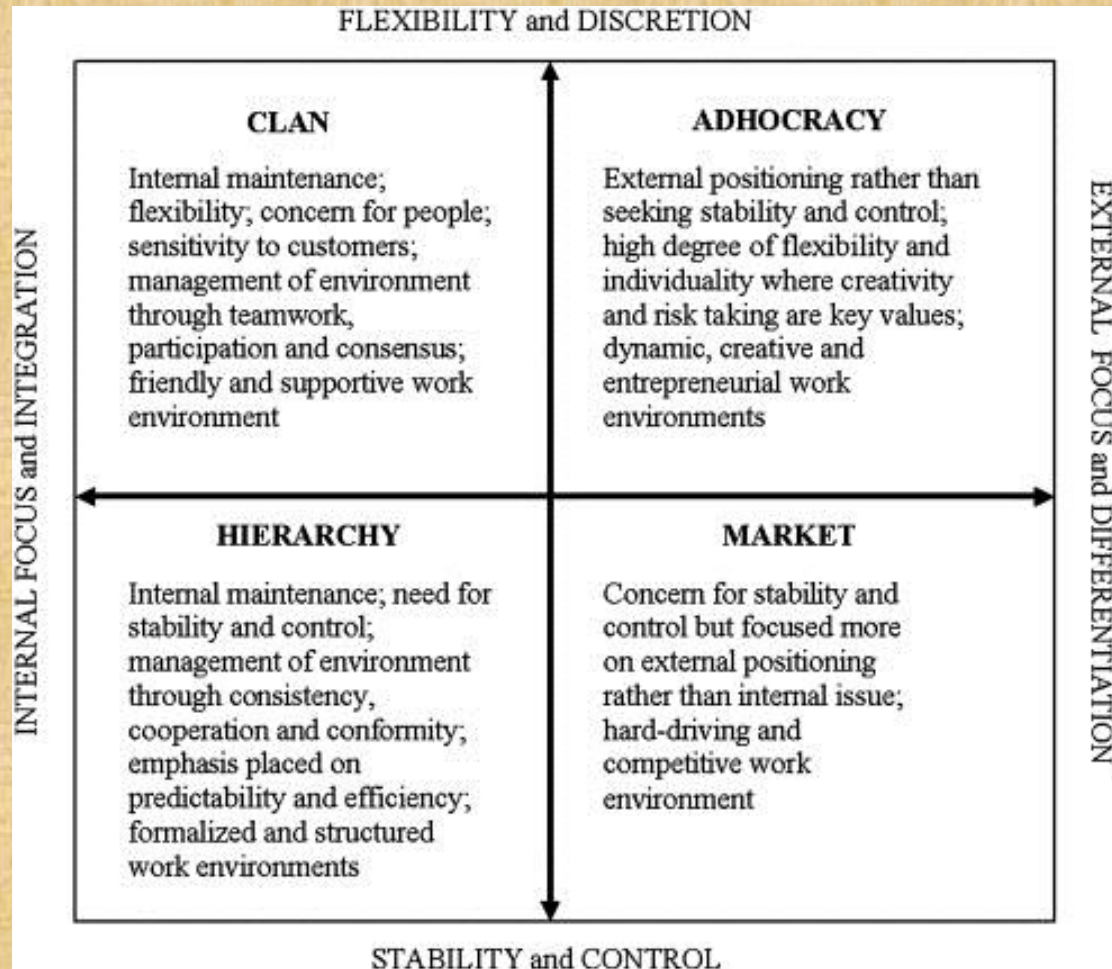 FLEXIBILITY and DISCRETION
CLAN
Internal maintenance;
flexibility; concern for people;
sensitivity to customers;
management of environment
through teamwork,
participation and consensus;
friendly and supportive work
environment
ADHOCRACY
External positioning rather than
seeking stability and control;
high degree of flexibility and
individuality where creativity
and risk taking are key values;
dynamic, creative and
entrepreneurial work
environments
INTERNAL FOCUS and INTEGRATION
EXTERNAL FOCUS and DIFFERENTIATION
HIERARCHY
Internal maintenance; need for
stability and control;
management of environment
through consistency,
cooperation and conformity;
emphasis placed on
predictability and efficiency;
formalized and structured
work environments
MARKET
Concern for stability and
control but focused more
on external positioning
rather than internal issue;
hard-driving and
competitive work
environment
STABILITY and CONTROL